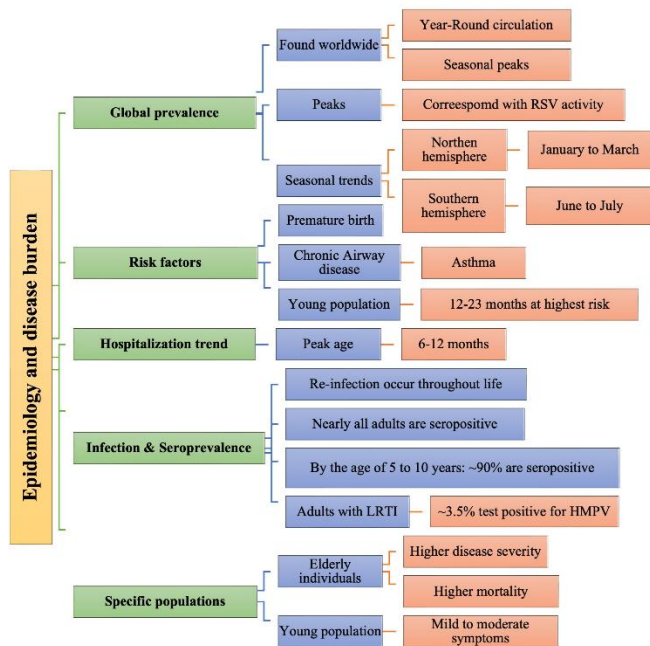 Epidemiology and disease burden
Global prevalence
Found worldwide
Year-Round circulation
Seasonal peaks
Peaks
Correespomd with RSV activity
Seasonal trends
Northen
hemisphere
January to March
Southern
hemisphere
June to July
Risk factors
Premature birth
Chronic Airway
disease
Asthma
Young population
12-23 months at highest risk
Hospitalization trend
Peak age
6-12 months
Infection & Seroprevalence
Re-infection occur throughout life
Nearly all adults are seropositive
By the age of 5 to 10 years: ~90% are seropositive
Adults with LRTI
~3.5% test positive for HMPV
Specific populations
Elderly
individuals
Higher disease severity
Higher mortality
Young population
Mild to moderate
symptoms